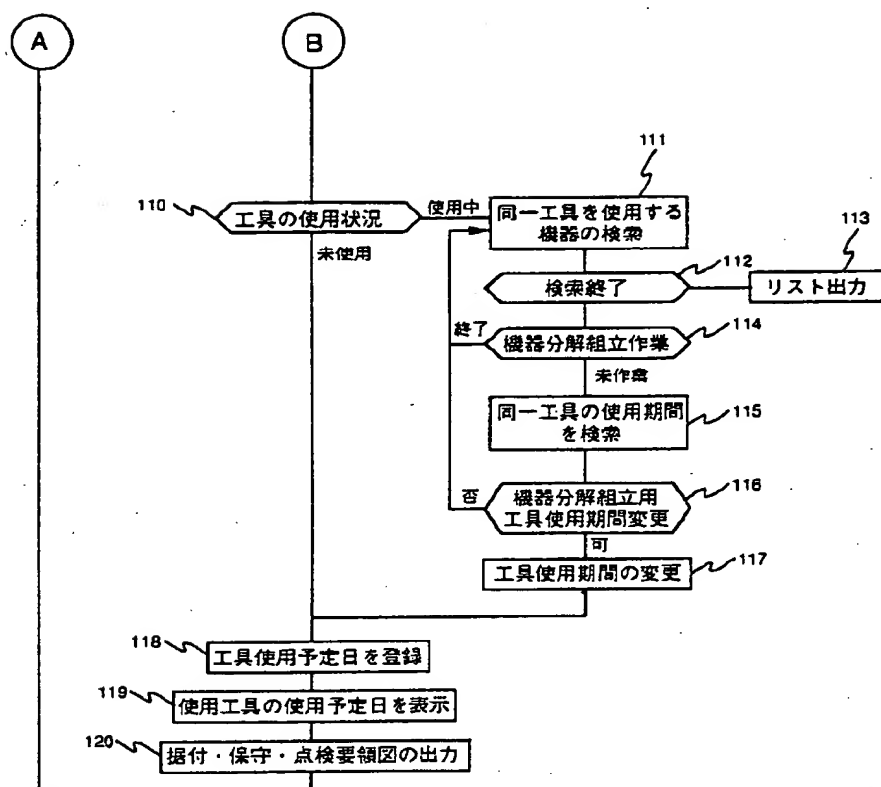 A
B
111
110
工具の使用状況
使用中
同一工具を使用する
機器の検索
113
未使用
112
検索終了
リスト出力
終了
114
機器分解組立作業
未作業
同一工具の使用期間
を検索
115
否
機器分解組立用
工具使用期間変更
116
可
工具使用期間の変更
117
118
工具使用予定日を登録
119
使用工具の使用予定日を表示
120
据付・保守・点検要領図の出力